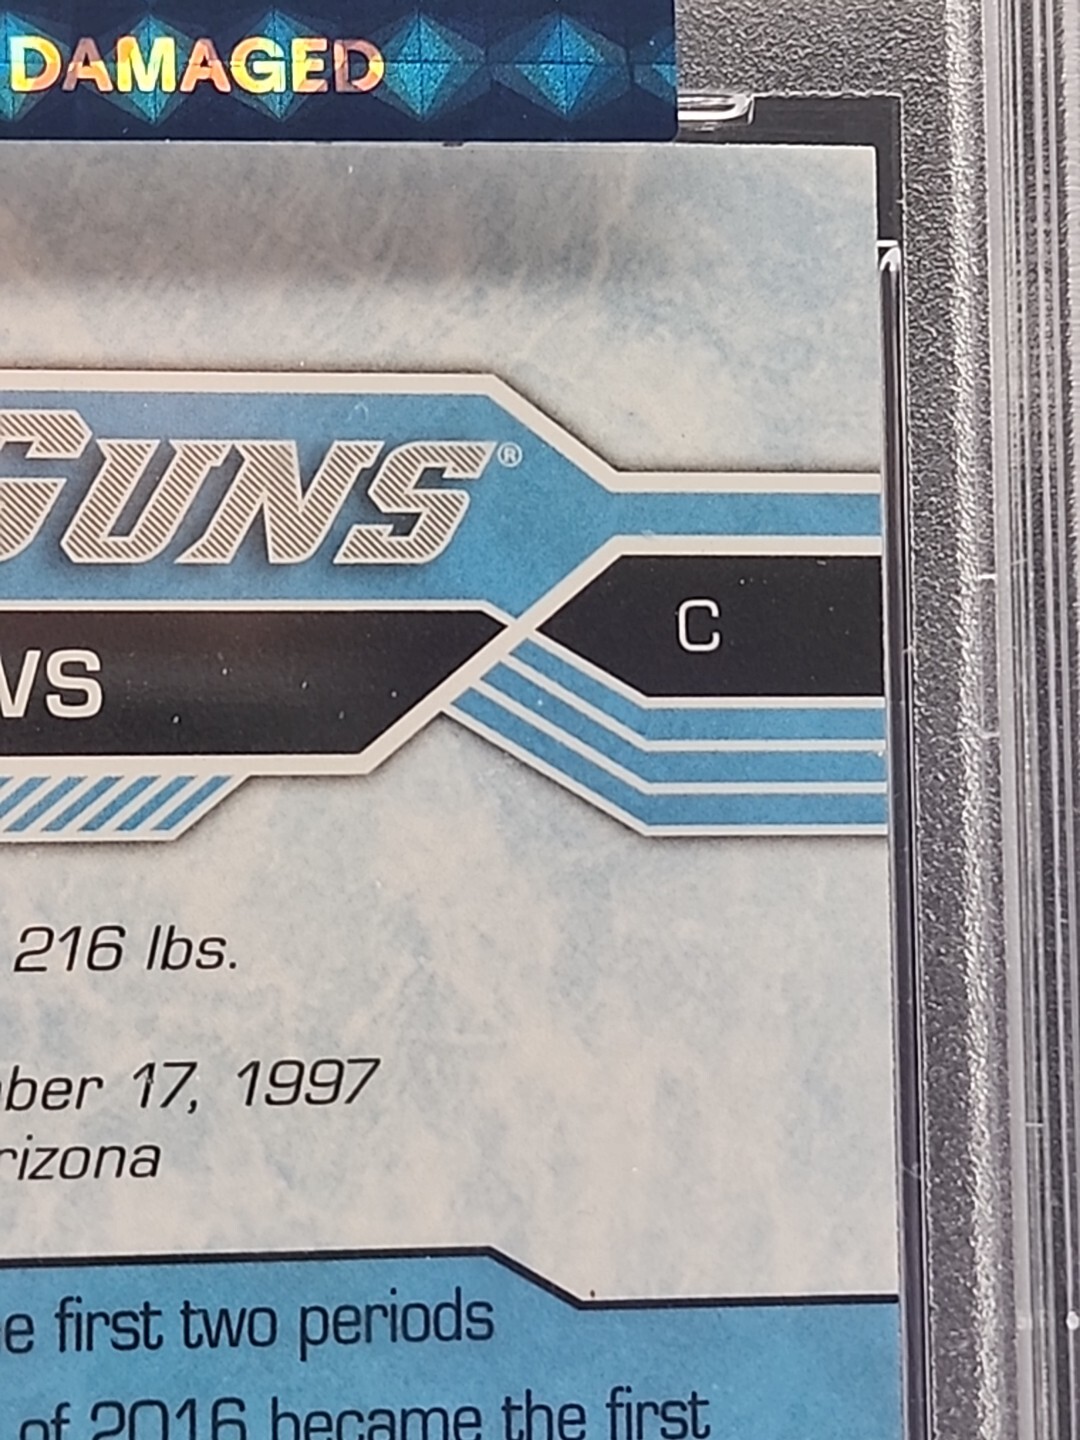 DAMAGED
GUNS®
C
WS
216 lbs.
ber 17, 1997
rizona
e first two periods
of 2016 became the first